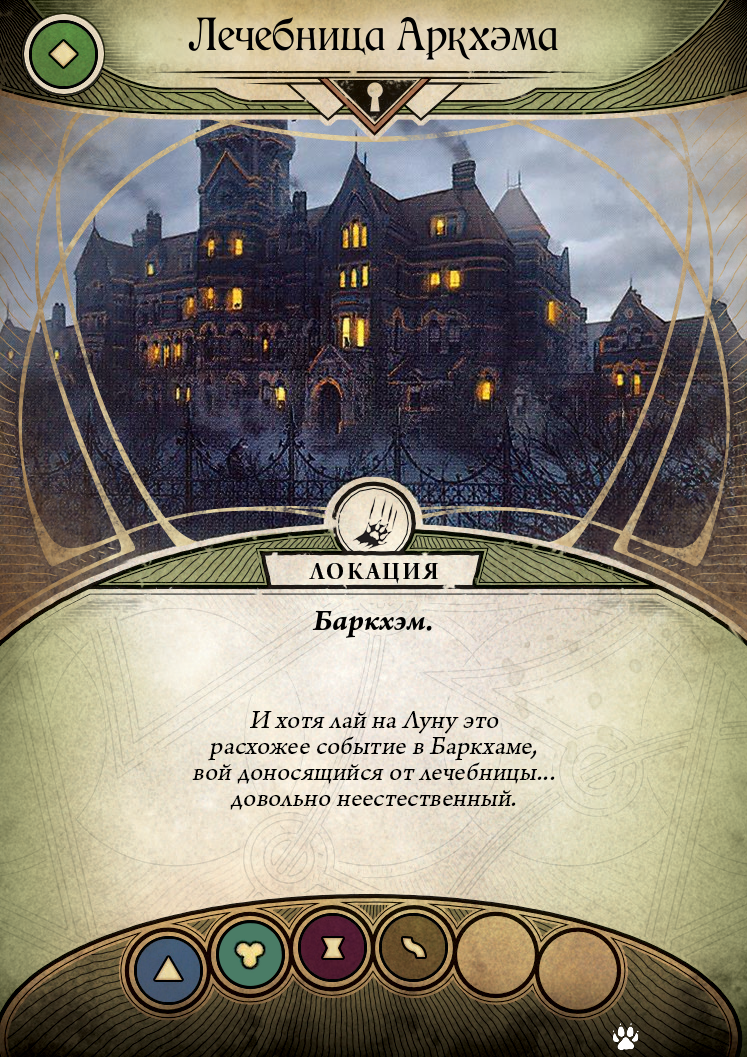 Лечебница Аркхэма
ЛОКАЦИЯ
Баркхэм.
И хотя лай на Луну это
расхожее событие в Баркхаме,
вой доносящийся от лечебницы...
довольно неестественный.